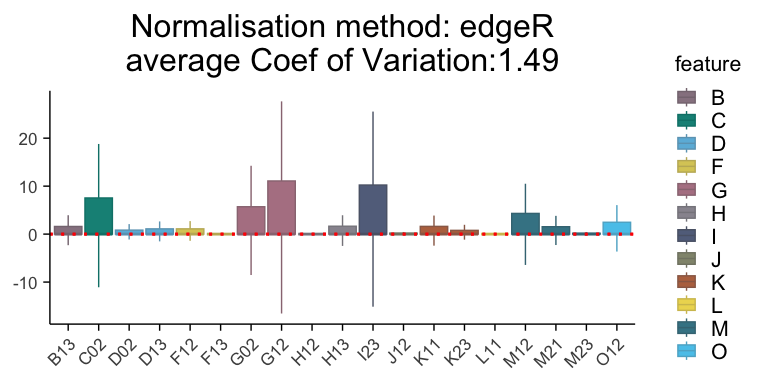 Normalisation method: edgeR
average Coef of Variation:1.49
feature
B
C
D
F
G
H
I
J
K
L
M
O
20
10
0
-10
B13
C02
D02
D13
F12
F13
G02
G12
H12
H13
I23
J12
K11
K23
L11
M12
M21
M23
O12